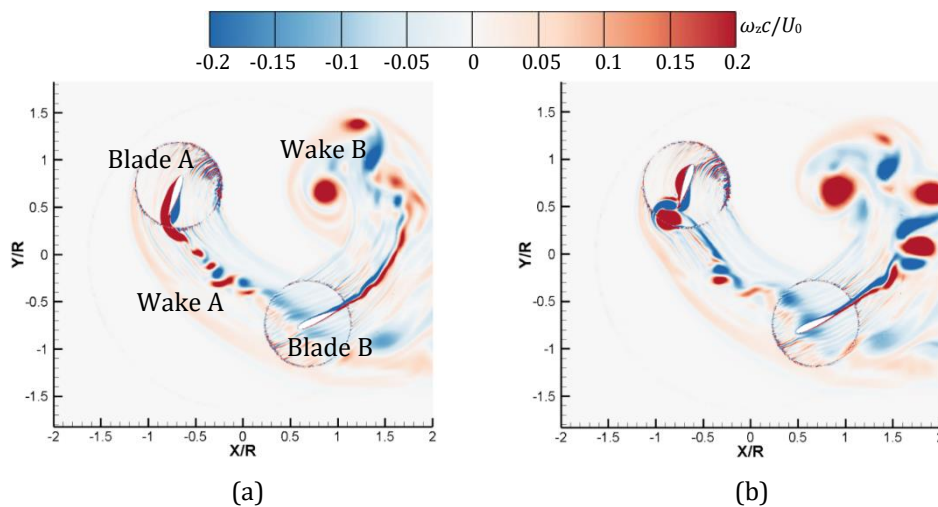 ω_z c/U_0
-0.2 -0.15 -0.1 -0.05 0 0.05 0.1 0.15 0.2
1.5
1
0.5
0
-0.5
-1
-1.5
Y/R
Blade A
Wake B
Wake A
Blade B
-2 -1.5 -1 -0.5 0 0.5 1 1.5 2
X/R
(a)
1.5
1
0.5
0
-0.5
-1
-1.5
Y/R
-2 -1.5 -1 -0.5 0 0.5 1 1.5 2
X/R
(b)